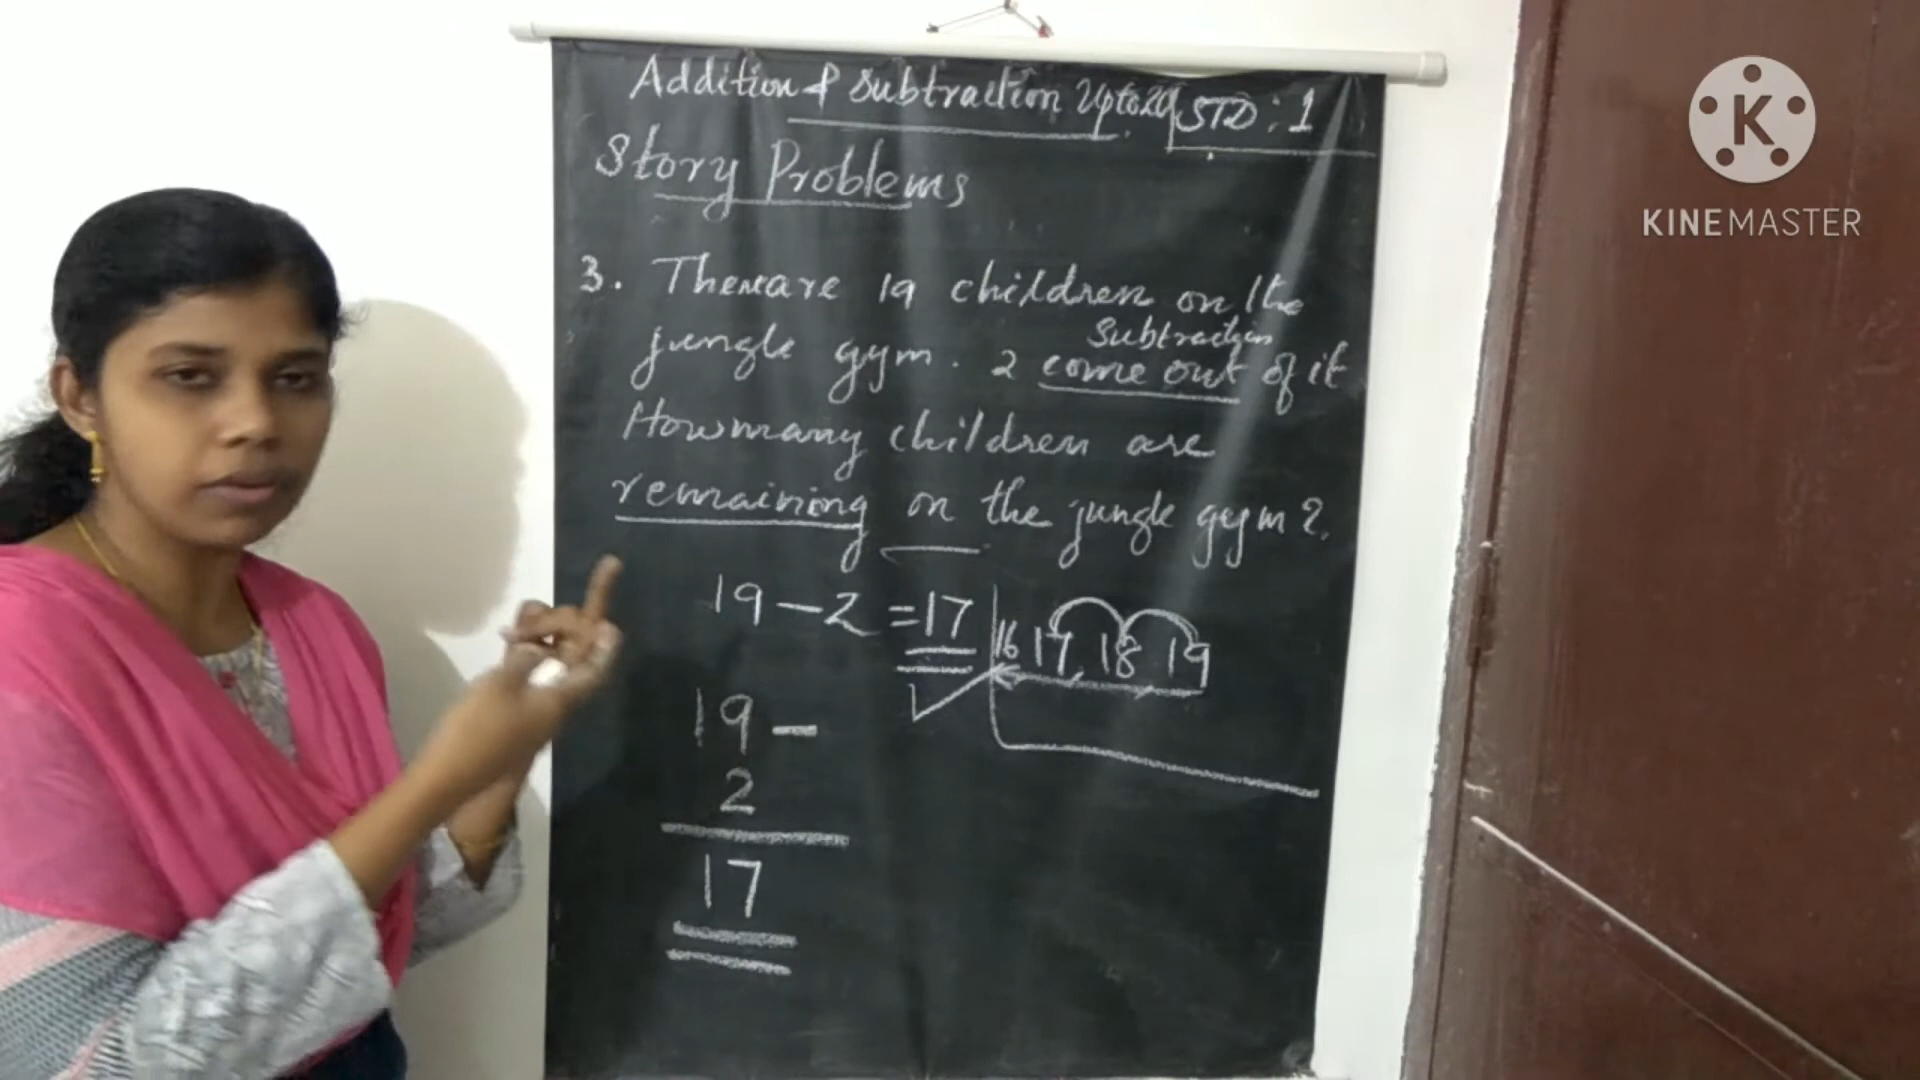 Addition & Subtraction Upto 20
STD : 1
Story Problems
3. There are 19 children on the
jungle gym. 2 come out of it
Subtraction
How many children are
remaining on the jungle gym?
19 - 2 = 17
16 17 18 19
19 -
2
17
K
KINEMASTER